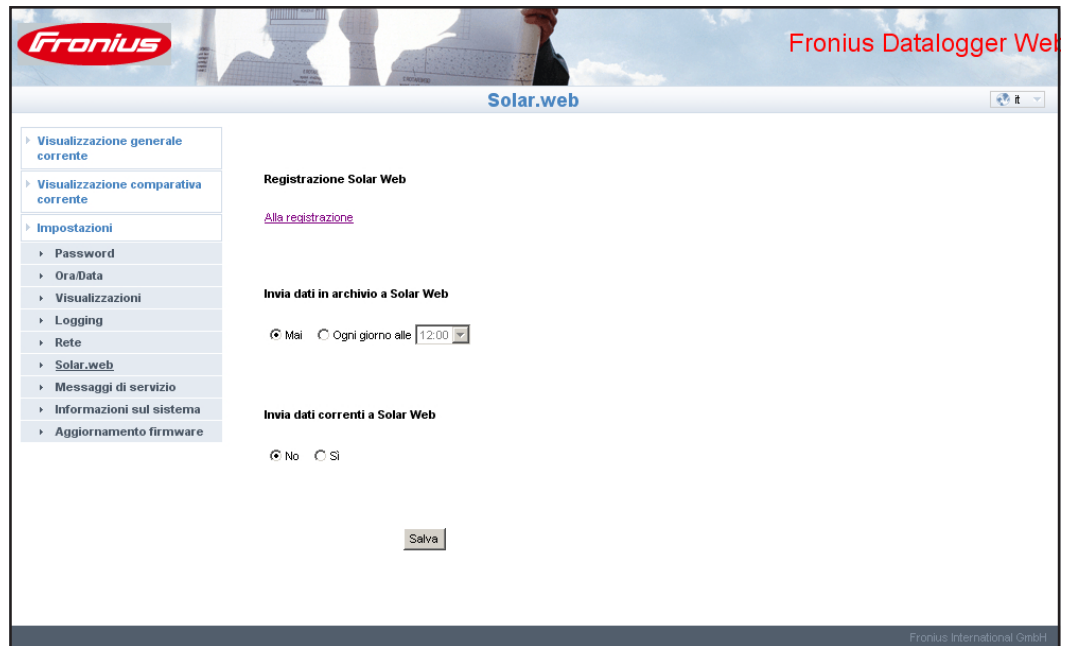 Fronius
Fronius Datalogger Web
Solar.web
it
Visualizzazione generale
corrente
Visualizzazione comparativa
corrente
Impostazioni
Password
Ora/Data
Visualizzazioni
Logging
Rete
Solar.web
Messaggi di servizio
Informazioni sul sistema
Aggiornamento firmware
Registrazione Solar Web
Alla registrazione
Invia dati in archivio a Solar Web
Mai Ogni giorno alle 12:00
Invia dati correnti a Solar Web
No Sì
Salva
Fronius International GmbH